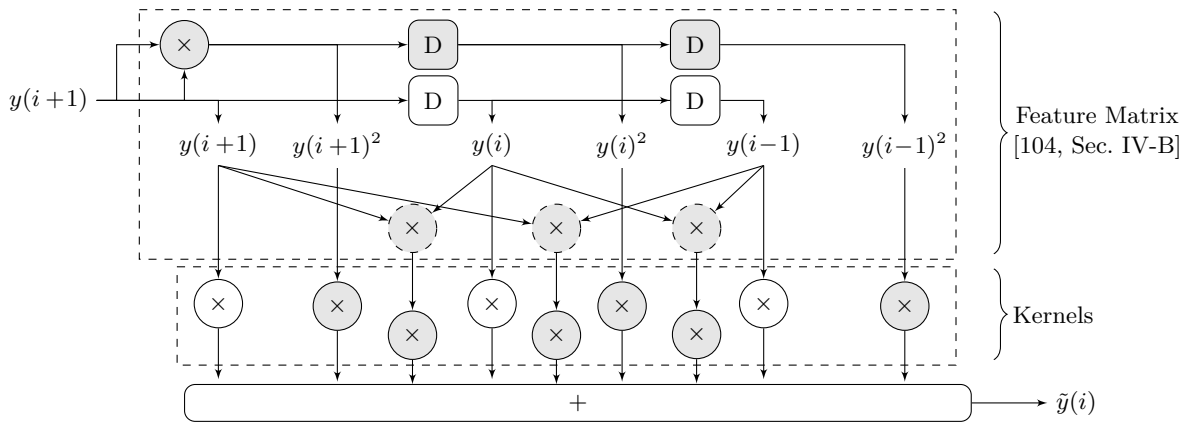 × D D
y(i+1) D D
y(i+1) y(i+1)² y(i) y(i)² y(i−1) y(i−1)²
Feature Matrix
[104, Sec. IV-B]
× × ×
× × × × × ×
× × ×
Kernels
+ ỹ(i)